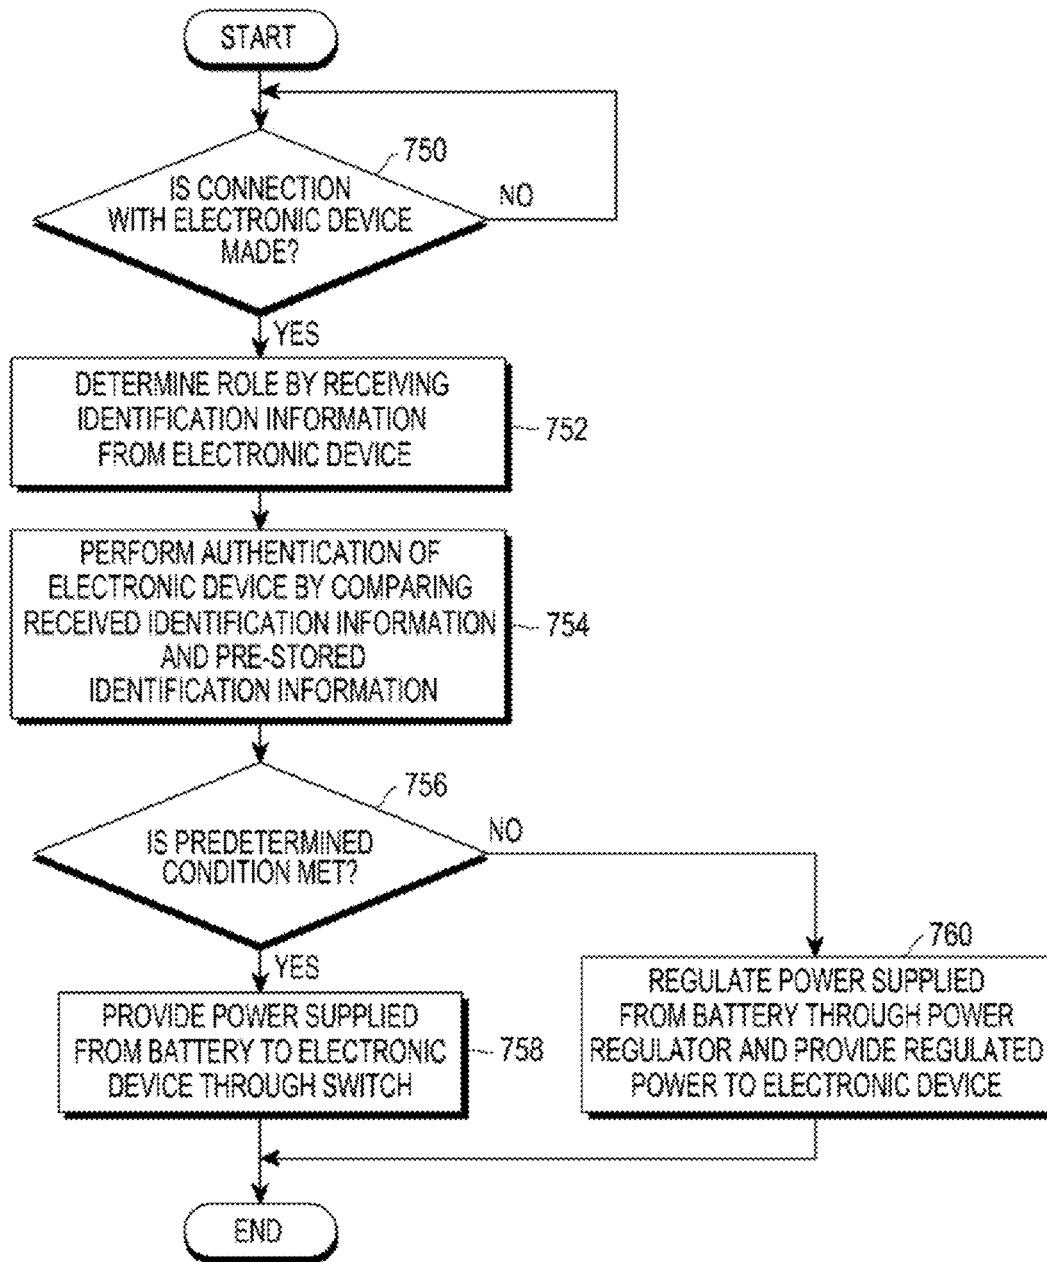 START
750
IS CONNECTION
WITH ELECTRONIC DEVICE
MADE?
NO
YES
DETERMINE ROLE BY RECEIVING
IDENTIFICATION INFORMATION
FROM ELECTRONIC DEVICE
752
PERFORM AUTHENTICATION OF
ELECTRONIC DEVICE BY COMPARING
RECEIVED IDENTIFICATION INFORMATION
AND PRE-STORED
IDENTIFICATION INFORMATION
754
756
IS PREDETERMINED
CONDITION MET?
NO
YES
PROVIDE POWER SUPPLIED
FROM BATTERY TO ELECTRONIC
DEVICE THROUGH SWITCH
758
760
REGULATE POWER SUPPLIED
FROM BATTERY THROUGH POWER
REGULATOR AND PROVIDE REGULATED
POWER TO ELECTRONIC DEVICE
END